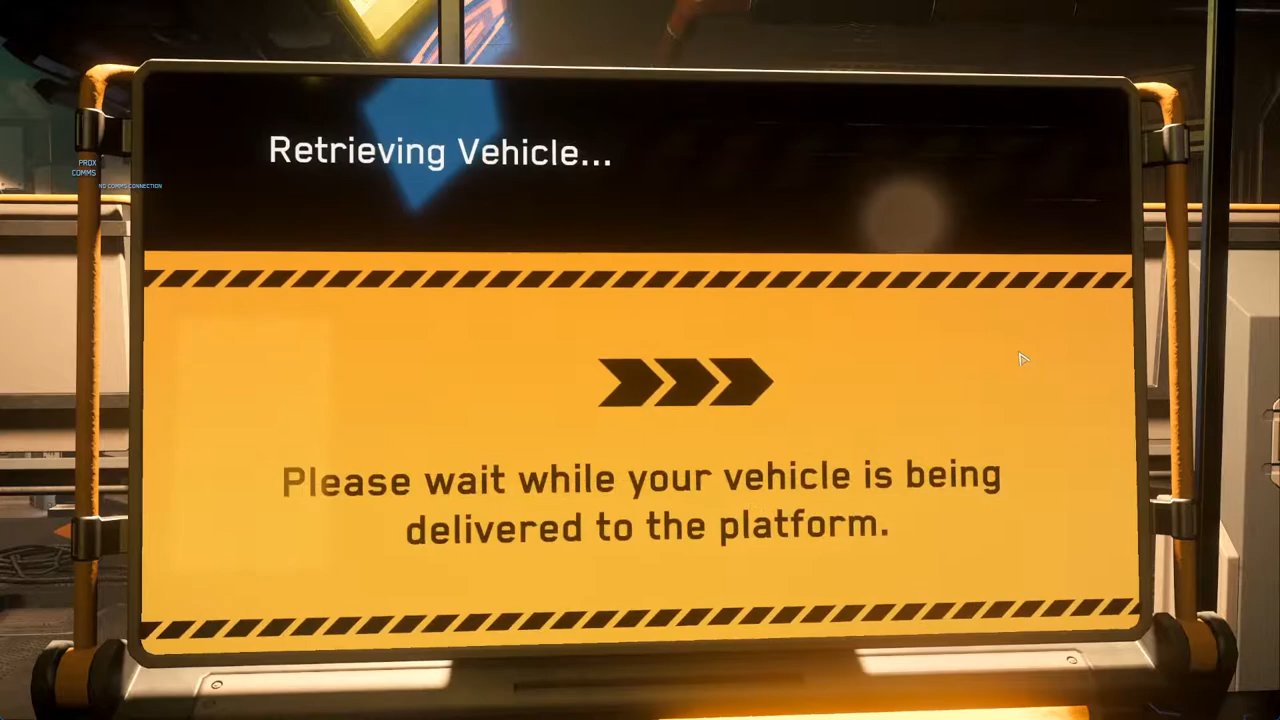 Retrieving Vehicle...
PROX
COMMS
NO COMMS CONNECTION
Please wait while your vehicle is being
delivered to the platform.